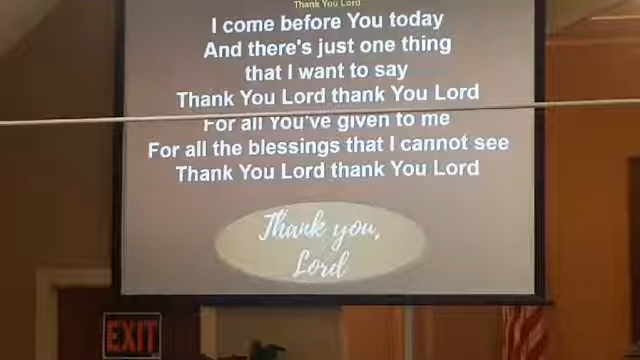 Thank You Lord
I come before You today
And there's just one thing
that I want to say
Thank You Lord thank You Lord
For all You've given to me
For all the blessings that I cannot see
Thank You Lord thank You Lord
Thank you,
Lord
EXIT